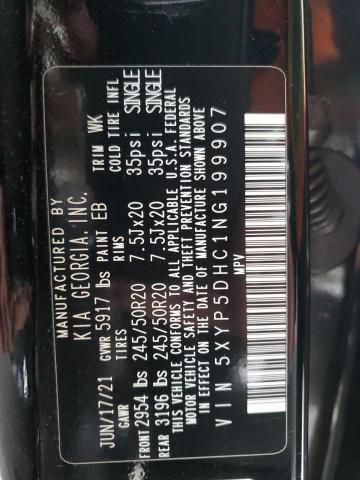 MANUFACTURED BY
KIA GEORGIA, INC.
JUN/17/21 GVWR 5917 lbs PAINT EB TRIM WK
GAWR TIRES RIMS COLD TIRE INFL
FRONT 2954 lbs 245/50R20 7.5Jx20 35psi SINGLE
REAR 3196 lbs 245/50R20 7.5Jx20 35psi SINGLE
THIS VEHICLE CONFORMS TO ALL APPLICABLE U.S.A. FEDERAL
MOTOR VEHICLE SAFETY AND THEFT PREVENTION STANDARDS
IN EFFECT ON THE DATE OF MANUFACTURE SHOWN ABOVE
VIN 5XYP5DHC1NG199907
MPV